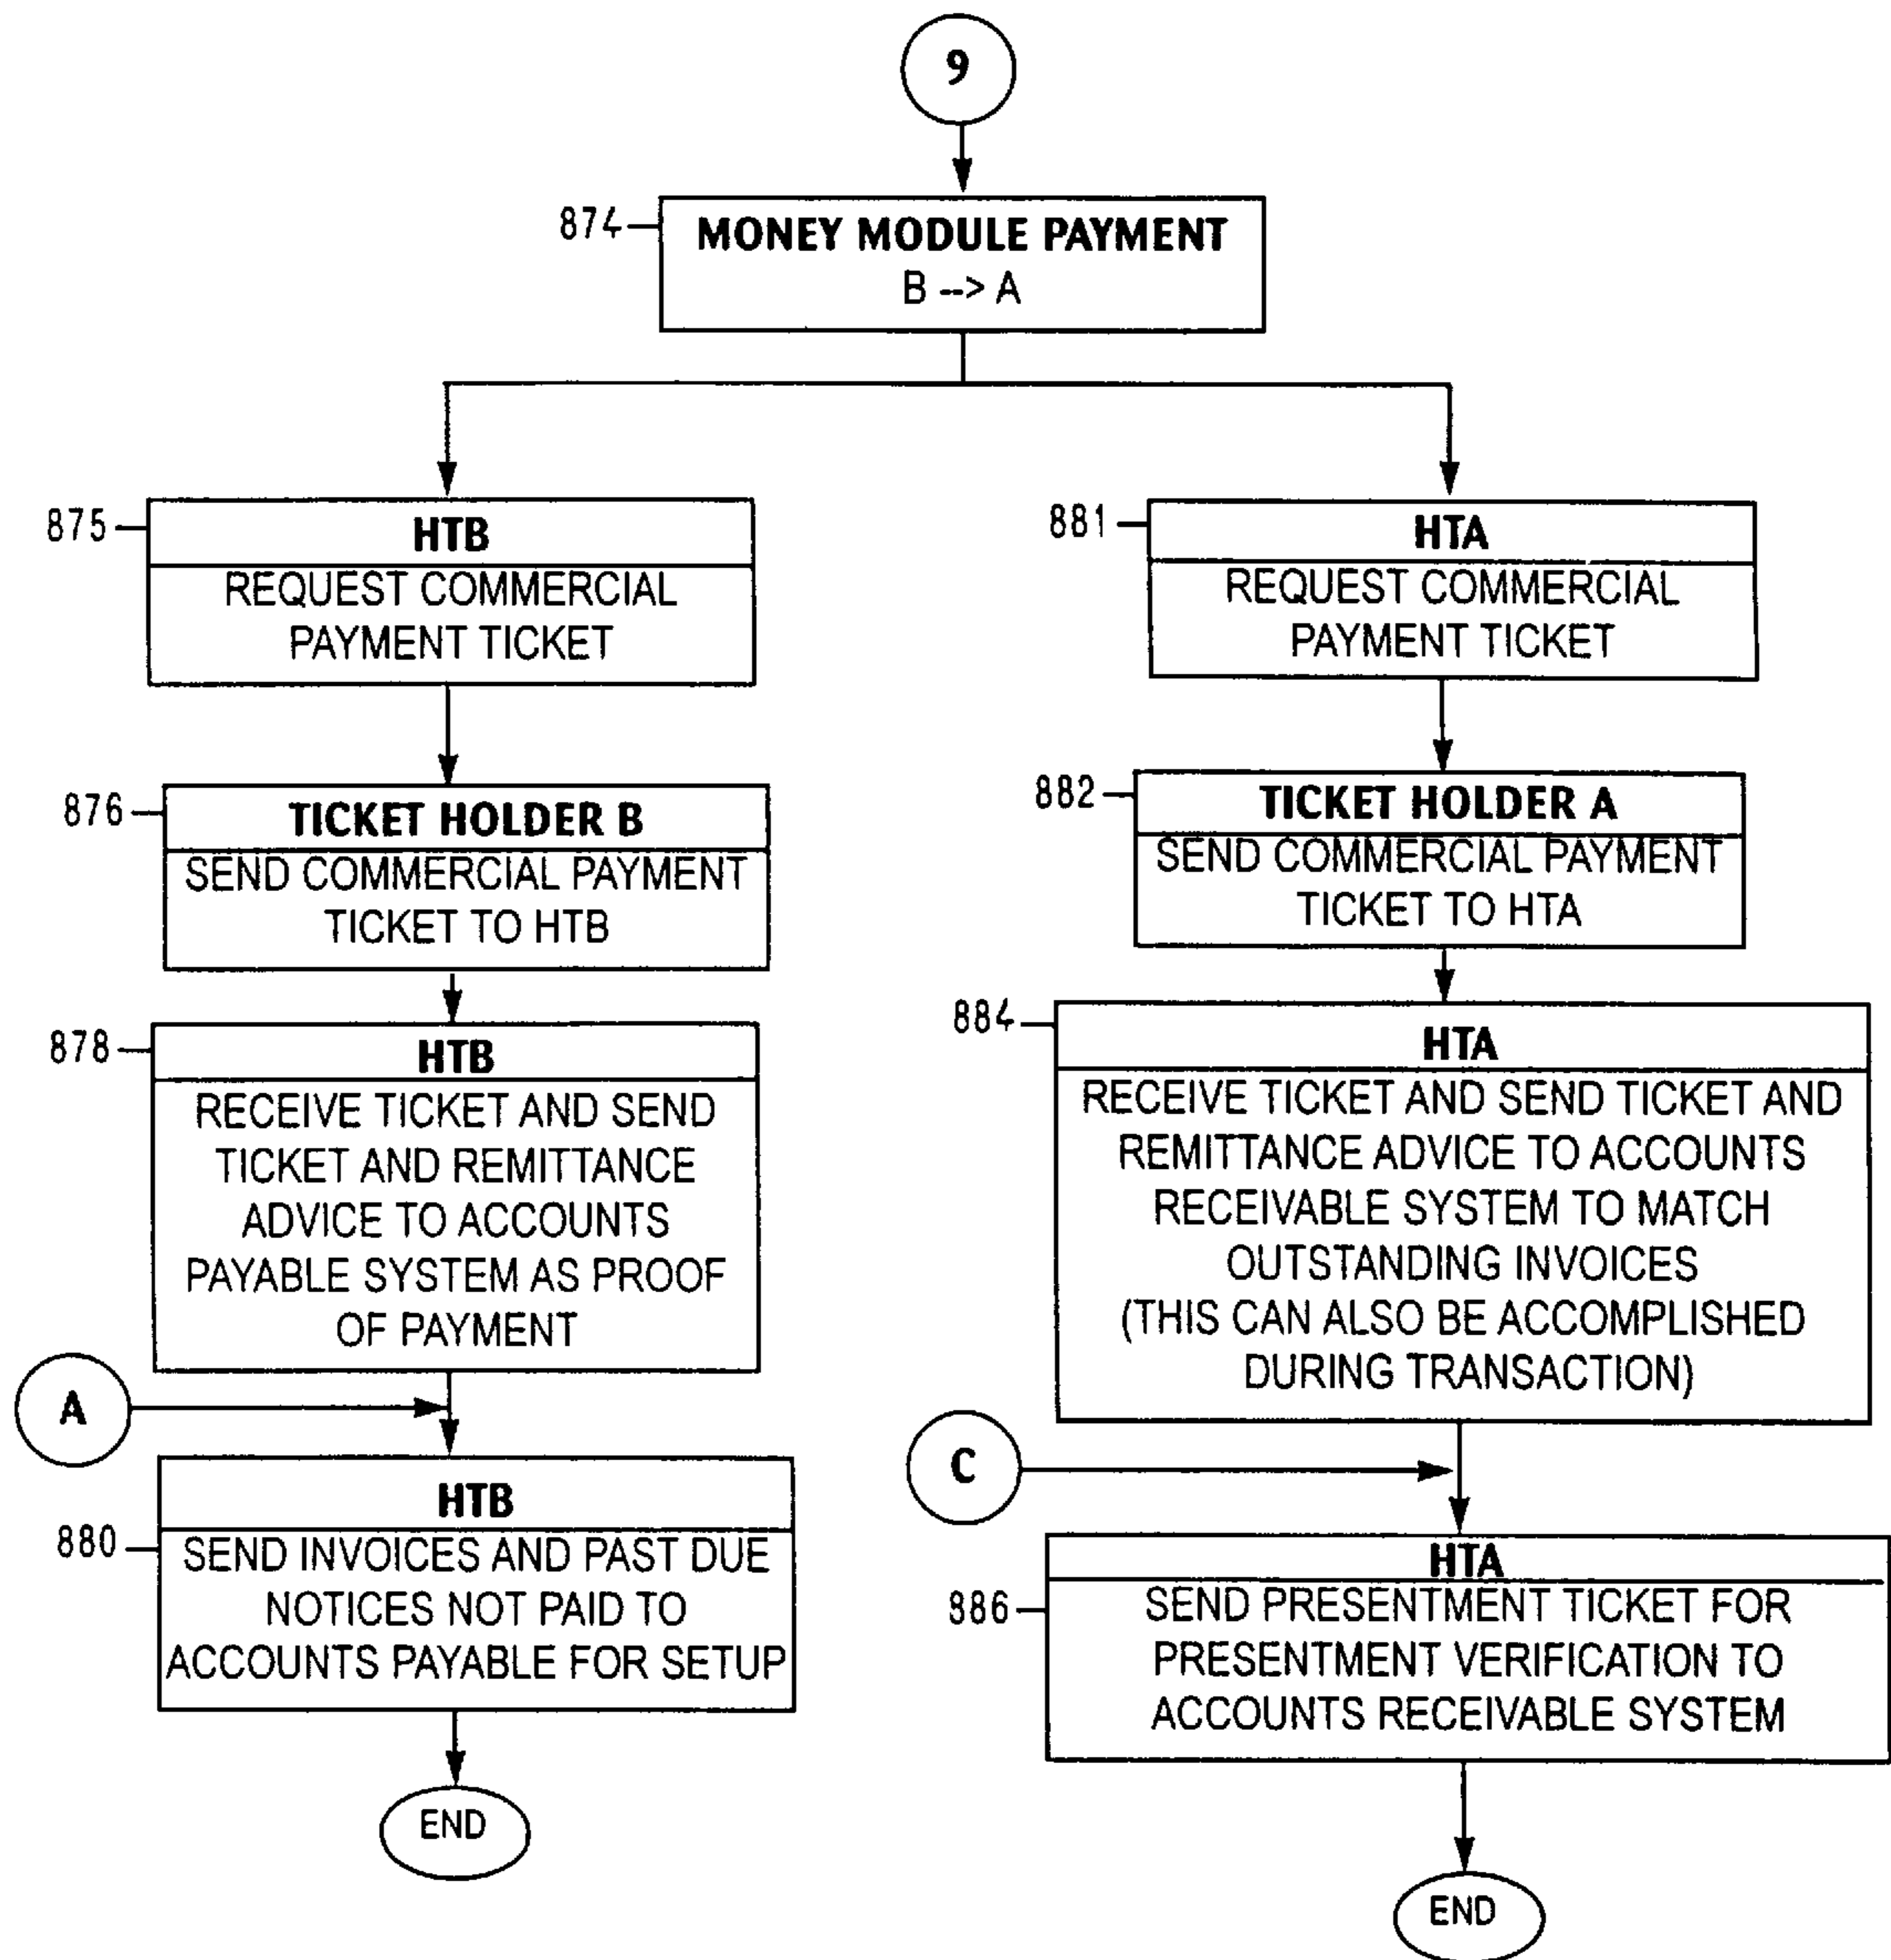 9
874
MONEY MODULE PAYMENT
B --> A
875
HTB
REQUEST COMMERCIAL
PAYMENT TICKET
876
TICKET HOLDER B
SEND COMMERCIAL PAYMENT
TICKET TO HTB
878
HTB
RECEIVE TICKET AND SEND
TICKET AND REMITTANCE
ADVICE TO ACCOUNTS
PAYABLE SYSTEM AS PROOF
OF PAYMENT
A
880
HTB
SEND INVOICES AND PAST DUE
NOTICES NOT PAID TO
ACCOUNTS PAYABLE FOR SETUP
END
881
HTA
REQUEST COMMERCIAL
PAYMENT TICKET
882
TICKET HOLDER A
SEND COMMERCIAL PAYMENT
TICKET TO HTA
884
HTA
RECEIVE TICKET AND SEND TICKET AND
REMITTANCE ADVICE TO ACCOUNTS
RECEIVABLE SYSTEM TO MATCH
OUTSTANDING INVOICES
(THIS CAN ALSO BE ACCOMPLISHED
DURING TRANSACTION)
C
886
HTA
SEND PRESENTMENT TICKET FOR
PRESENTMENT VERIFICATION TO
ACCOUNTS RECEIVABLE SYSTEM
END